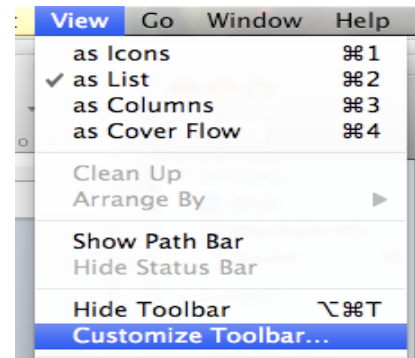 View Go Window Help
as Icons ⌘1
✓ as List ⌘2
as Columns ⌘3
as Cover Flow ⌘4
Clean Up
Arrange By ▶
Show Path Bar
Hide Status Bar
Hide Toolbar ⌥⌘T
Customize Toolbar...